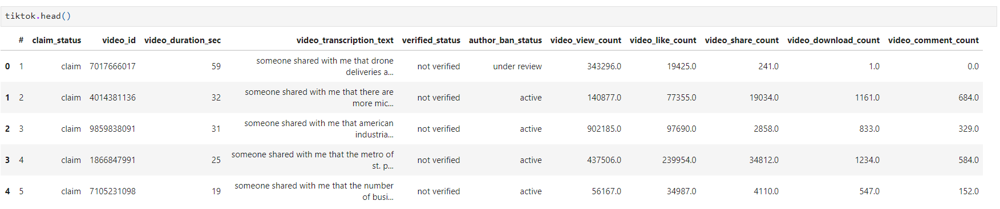 tiktok.head()
# claim_status video_id video_duration_sec video_transcription_text verified_status author_ban_status video_view_count video_like_count video_share_count video_download_count video_comment_count
0 1 claim 7017666017 59 someone shared with me that drone deliveries a... not verified under review 343296.0 19425.0 241.0 1.0 0.0
1 2 claim 4014381136 32 someone shared with me that there are more mic... not verified active 140877.0 77355.0 19034.0 1161.0 684.0
2 3 claim 9859838091 31 someone shared with me that american industria... not verified active 902185.0 97690.0 2858.0 833.0 329.0
3 4 claim 1866847991 25 someone shared with me that the metro of st. p... not verified active 437506.0 239954.0 34812.0 1234.0 584.0
4 5 claim 7105231098 19 someone shared with me that the number of busi... not verified active 56167.0 34987.0 4110.0 547.0 152.0